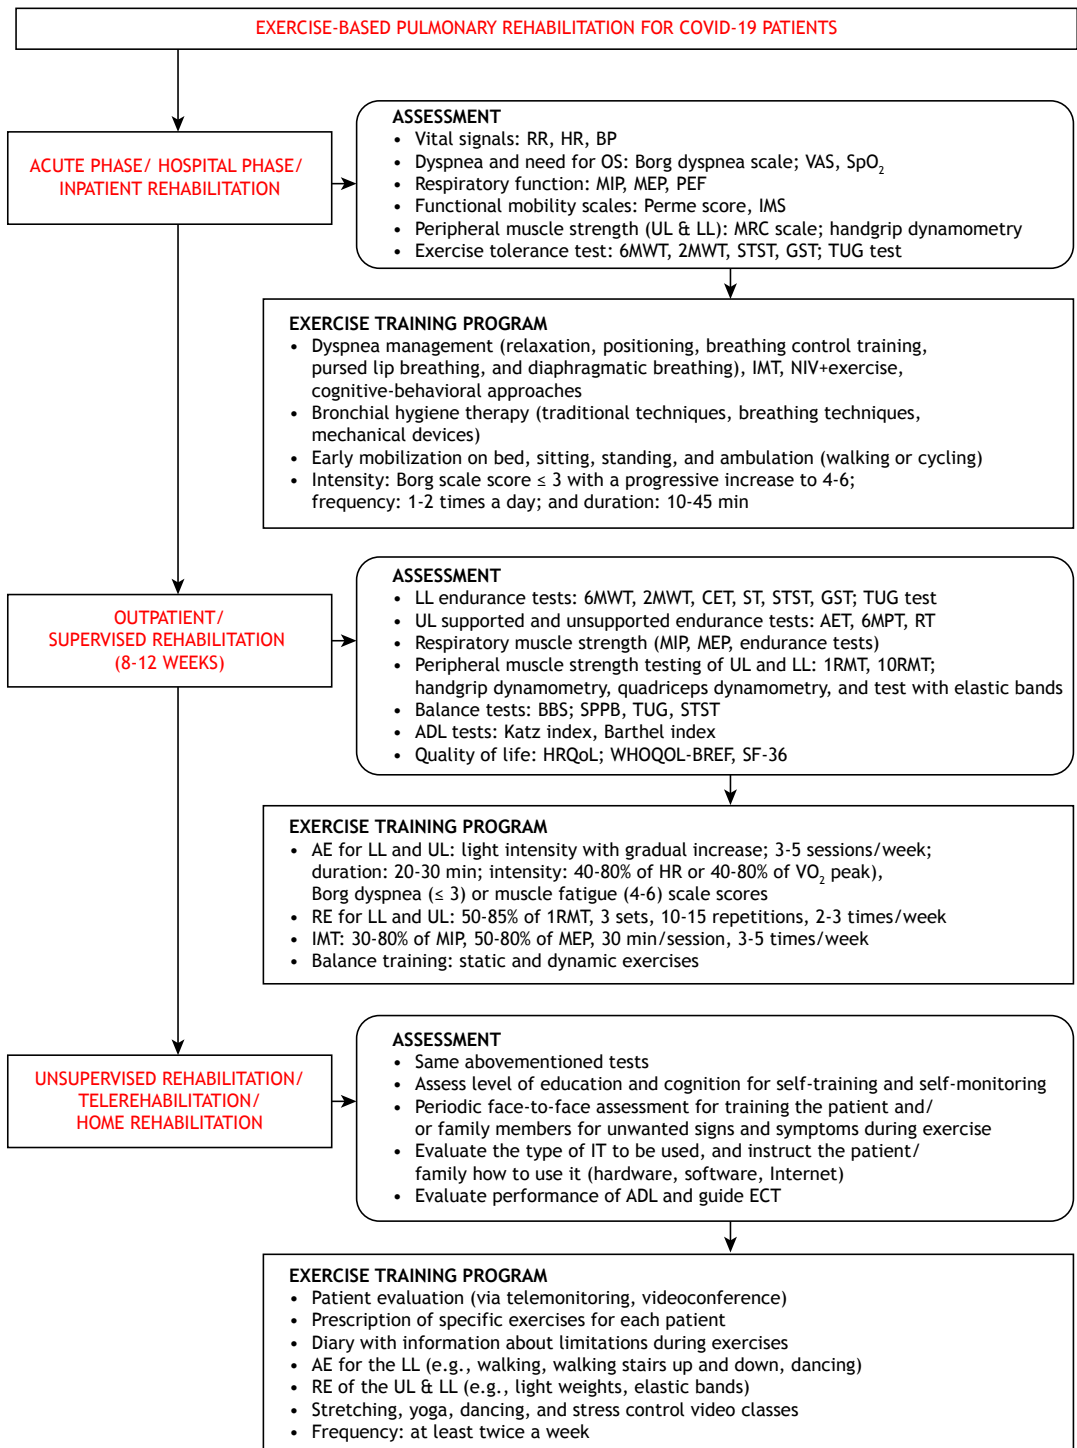 EXERCISE-BASED PULMONARY REHABILITATION FOR COVID-19 PATIENTS
ACUTE PHASE/ HOSPITAL PHASE/
INPATIENT REHABILITATION
ASSESSMENT
• Vital signals: RR, HR, BP
• Dyspnea and need for OS: Borg dyspnea scale; VAS, SpO₂
• Respiratory function: MIP, MEP, PEF
• Functional mobility scales: Perme score, IMS
• Peripheral muscle strength (UL & LL): MRC scale; handgrip dynamometry
• Exercise tolerance test: 6MWT, 2MWT, STST, GST; TUG test
EXERCISE TRAINING PROGRAM
• Dyspnea management (relaxation, positioning, breathing control training,
pursed lip breathing, and diaphragmatic breathing), IMT, NIV+exercise,
cognitive-behavioral approaches
• Bronchial hygiene therapy (traditional techniques, breathing techniques,
mechanical devices)
• Early mobilization on bed, sitting, standing, and ambulation (walking or cycling)
• Intensity: Borg scale score ≤ 3 with a progressive increase to 4-6;
frequency: 1-2 times a day; and duration: 10-45 min
OUTPATIENT/
SUPERVISED REHABILITATION
(8-12 WEEKS)
ASSESSMENT
• LL endurance tests: 6MWT, 2MWT, CET, ST, STST, GST; TUG test
• UL supported and unsupported endurance tests: AET, 6MPT, RT
• Respiratory muscle strength (MIP, MEP, endurance tests)
• Peripheral muscle strength testing of UL and LL: 1RMT, 10RMT;
handgrip dynamometry, quadriceps dynamometry, and test with elastic bands
• Balance tests: BBS; SPPB, TUG, STST
• ADL tests: Katz index, Barthel index
• Quality of life: HRQoL; WHOQOL-BREF, SF-36
EXERCISE TRAINING PROGRAM
• AE for LL and UL: light intensity with gradual increase; 3-5 sessions/week;
duration: 20-30 min; intensity: 40-80% of HR or 40-80% of VO₂ peak),
Borg dyspnea (≤ 3) or muscle fatigue (4-6) scale scores
• RE for LL and UL: 50-85% of 1RMT, 3 sets, 10-15 repetitions, 2-3 times/week
• IMT: 30-80% of MIP, 50-80% of MEP, 30 min/session, 3-5 times/week
• Balance training: static and dynamic exercises
UNSUPERVISED REHABILITATION/
TELEREHABILITATION/
HOME REHABILITATION
ASSESSMENT
• Same abovementioned tests
• Assess level of education and cognition for self-training and self-monitoring
• Periodic face-to-face assessment for training the patient and/
or family members for unwanted signs and symptoms during exercise
• Evaluate the type of IT to be used, and instruct the patient/
family how to use it (hardware, software, Internet)
• Evaluate performance of ADL and guide ECT
EXERCISE TRAINING PROGRAM
• Patient evaluation (via telemonitoring, videoconference)
• Prescription of specific exercises for each patient
• Diary with information about limitations during exercises
• AE for the LL (e.g., walking, walking stairs up and down, dancing)
• RE of the UL & LL (e.g., light weights, elastic bands)
• Stretching, yoga, dancing, and stress control video classes
• Frequency: at least twice a week